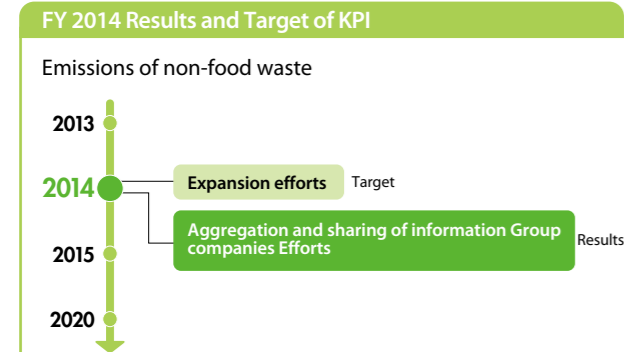 FY 2014 Results and Target of KPI
Emissions of non-food waste
2013
2014
Expansion efforts
Target
Aggregation and sharing of information Group
companies Efforts
Results
2015
2020